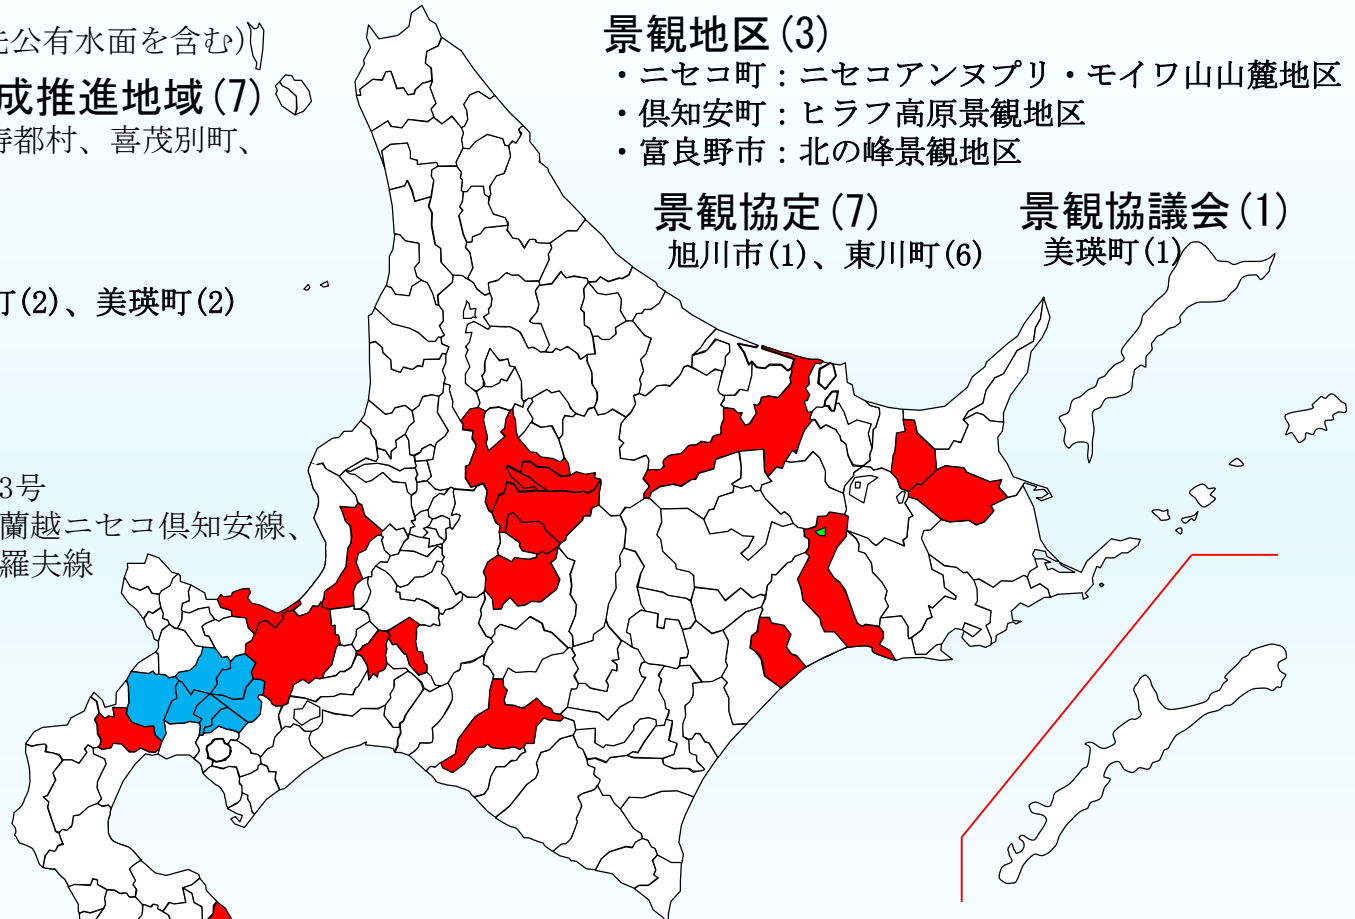 先公有水面を含む)
成推進地域(7)
寿都村、喜茂別町、
町(2)、美瑛町(2)
3号
蘭越ニセコ倶知安線、
羅夫線
景観地区(3)
・ニセコ町：ニセコアンヌプリ・モイワ山山麓地区
・倶知安町：ヒラフ高原景観地区
・富良野市：北の峰景観地区
景観協定(7)
旭川市(1)、東川町(6)
景観協議会(1)
美瑛町(1)